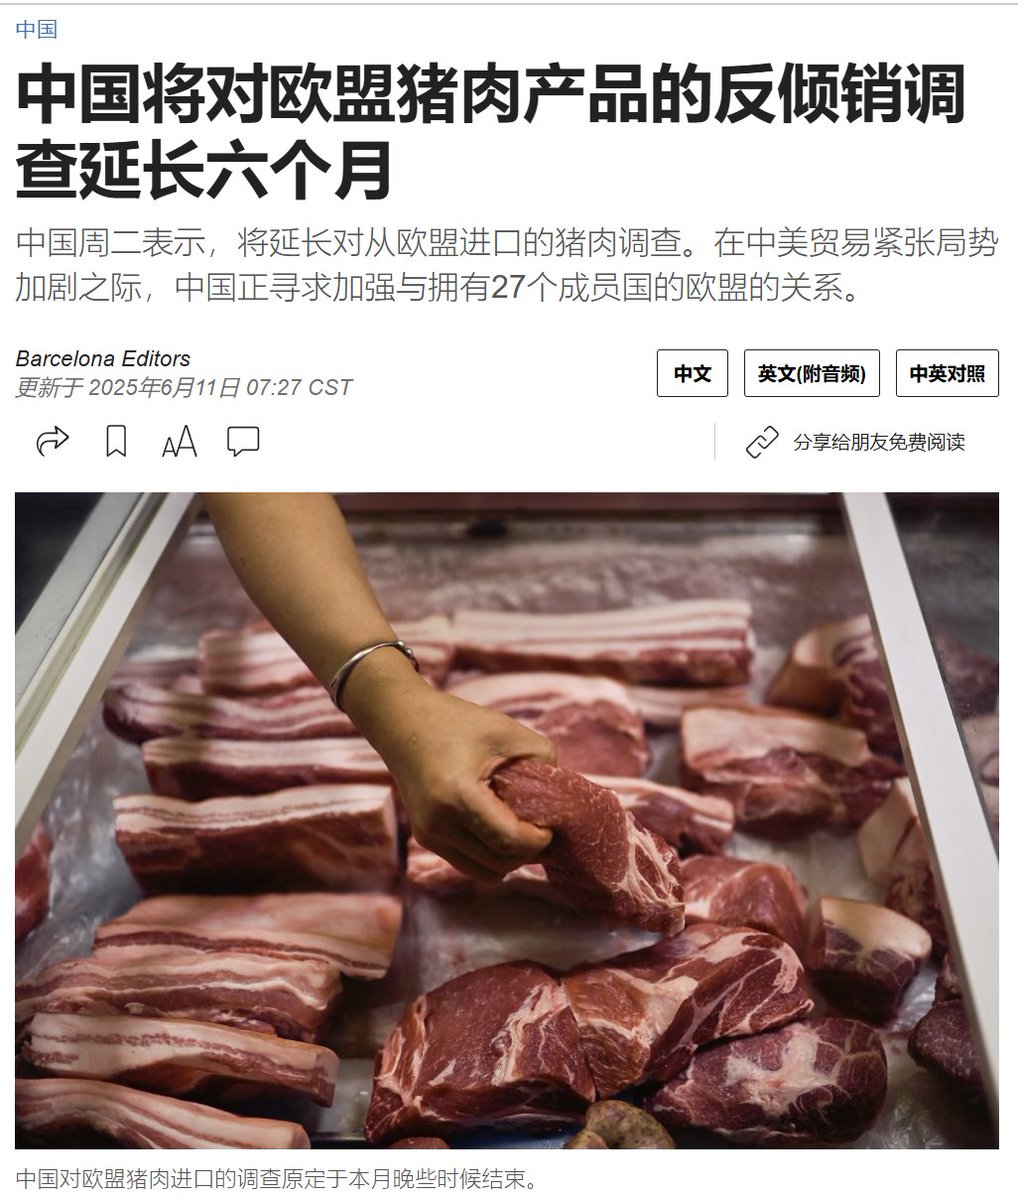 中国
中国将对欧盟猪肉产品的反倾销调
查延长六个月
中国周二表示，将延长对从欧盟进口的猪肉调查。在中美贸易紧张局势
加剧之际，中国正寻求加强与拥有27个成员国的欧盟的关系。
Barcelona Editors
更新于 2025年6月11日 07:27 CST
中文
英文(附音频)
中英对照
AA
分享给朋友免费阅读
中国对欧盟猪肉进口的调查原定于本月晚些时候结束。